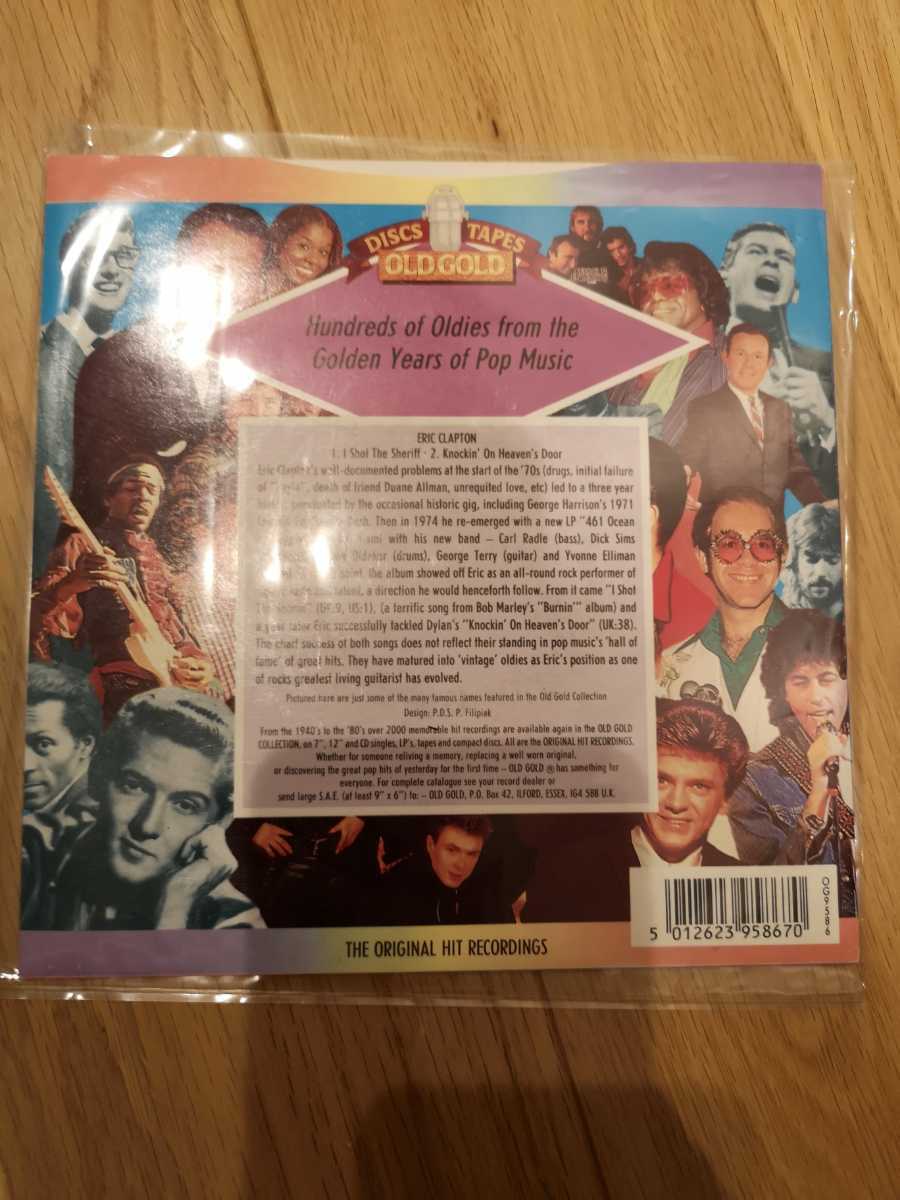 DISCS TAPES
OLD GOLD
Hundreds of Oldies from the
Golden Years of Pop Music
ERIC CLAPTON
1. I Shot The Sheriff · 2. Knockin' On Heaven's Door
Eric Clapton's well-documented problems at the start of the '70s (drugs, initial failure
of death of friend Duane Allman, unrequited love, etc) led to a three year
punctuated by the occasional historic gig, including George Harrison's 1971
Then in 1974 he re-emerged with a new LP "461 Ocean
with his new band – Carl Radle (bass), Dick Sims
(drums), George Terry (guitar) and Yvonne Elliman
the album showed off Eric as an all-round rock performer of
a direction he would henceforth follow. From it came "I Shot
US:1), (a terrific song from Bob Marley's "Burnin'" album) and
a year later Eric successfully tackled Dylan's "Knockin' On Heaven's Door" (UK:38).
The chart success of both songs does not reflect their standing in pop music's 'hall of
fame' of great hits. They have matured into 'vintage' oldies as Eric's position as one
of rocks greatest living guitarist has evolved.
Pictured here are just some of the many famous names featured in the Old Gold Collection
Design: P.D.S. P. Filipiak
From the 1940's to the '80's over 2000 memorable hit recordings are available again in the OLD GOLD
COLLECTION, on 7", 12" and CD singles, LP's, tapes and compact discs. All are the ORIGINAL HIT RECORDINGS.
Whether for someone reliving a memory, replacing a well worn original,
or discovering the great pop hits of yesterday for the first time – OLD GOLD ® has something for
everyone. For complete catalogue see your record dealer or
send large S.A.E. (at least 9" x 6") to: – OLD GOLD, P.O. Box 42, ILFORD, ESSEX, IG4 5BB U.K.
OG9586
5 012623 958670
THE ORIGINAL HIT RECORDINGS